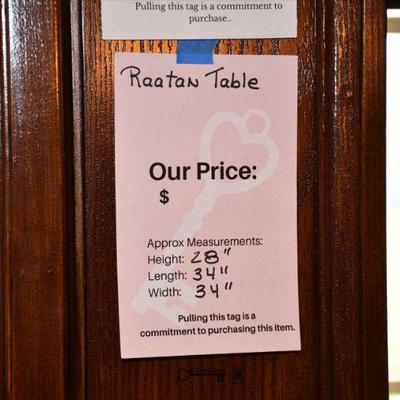 Pulling this tag is a commitment to
purchase..
Raatan Table
Our Price:
$
Approx Measurements:
Height: 28"
Length: 34"
Width: 34"
Pulling this tag is a
commitment to purchasing this item.